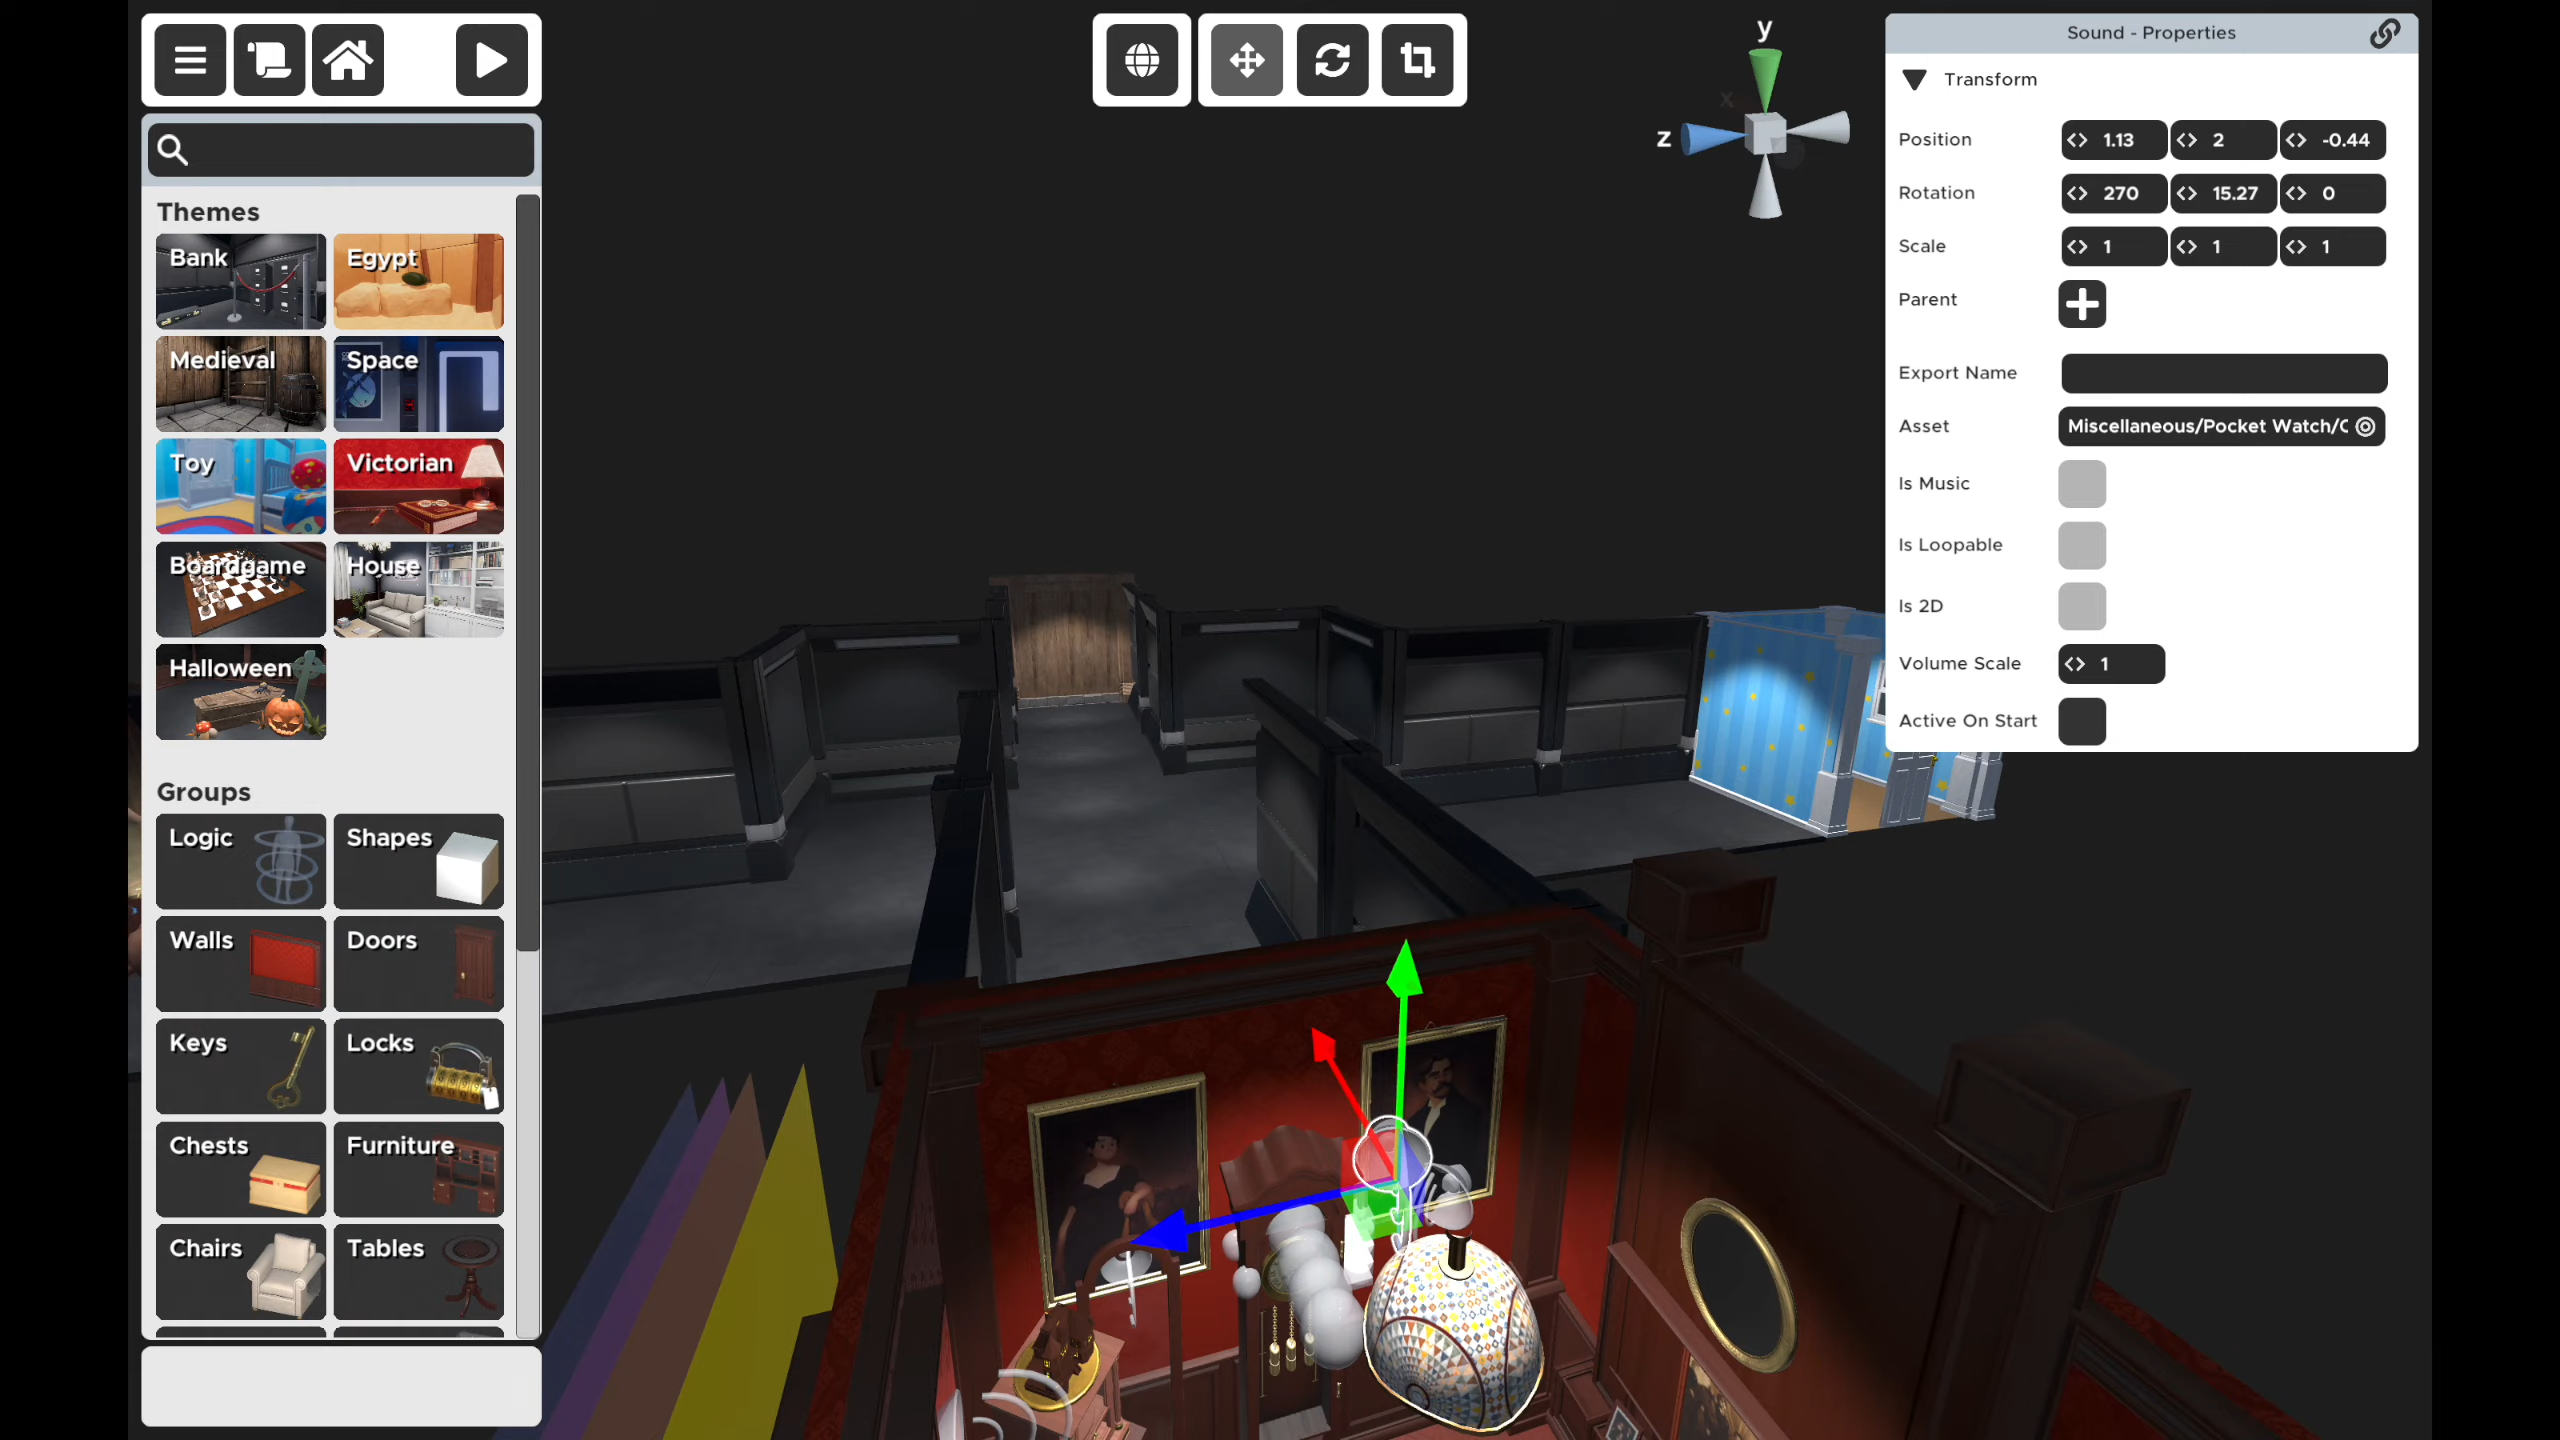 Themes
Bank
Egypt
Medieval
Space
Toy
Victorian
Boardgame
House
Halloween
Groups
Logic
Shapes
Walls
Doors
Keys
Locks
Chests
Furniture
Chairs
Tables
y
x
z
Sound - Properties
Transform
Position <> 1.13 <> 2 <> -0.44
Rotation <> 270 <> 15.27 <> 0
Scale <> 1 <> 1 <> 1
Parent
Export Name
Asset Miscellaneous/Pocket Watch/
Is Music
Is Loopable
Is 2D
Volume Scale <> 1
Active On Start